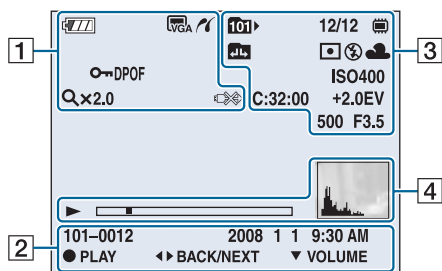 1
VGA
101
12/12
3
DPOF
ISO400
×2.0
C:32:00
+2.0EV
500 F3.5
4
2
101–0012 2008 1 1 9:30 AM
PLAY BACK/NEXT VOLUME